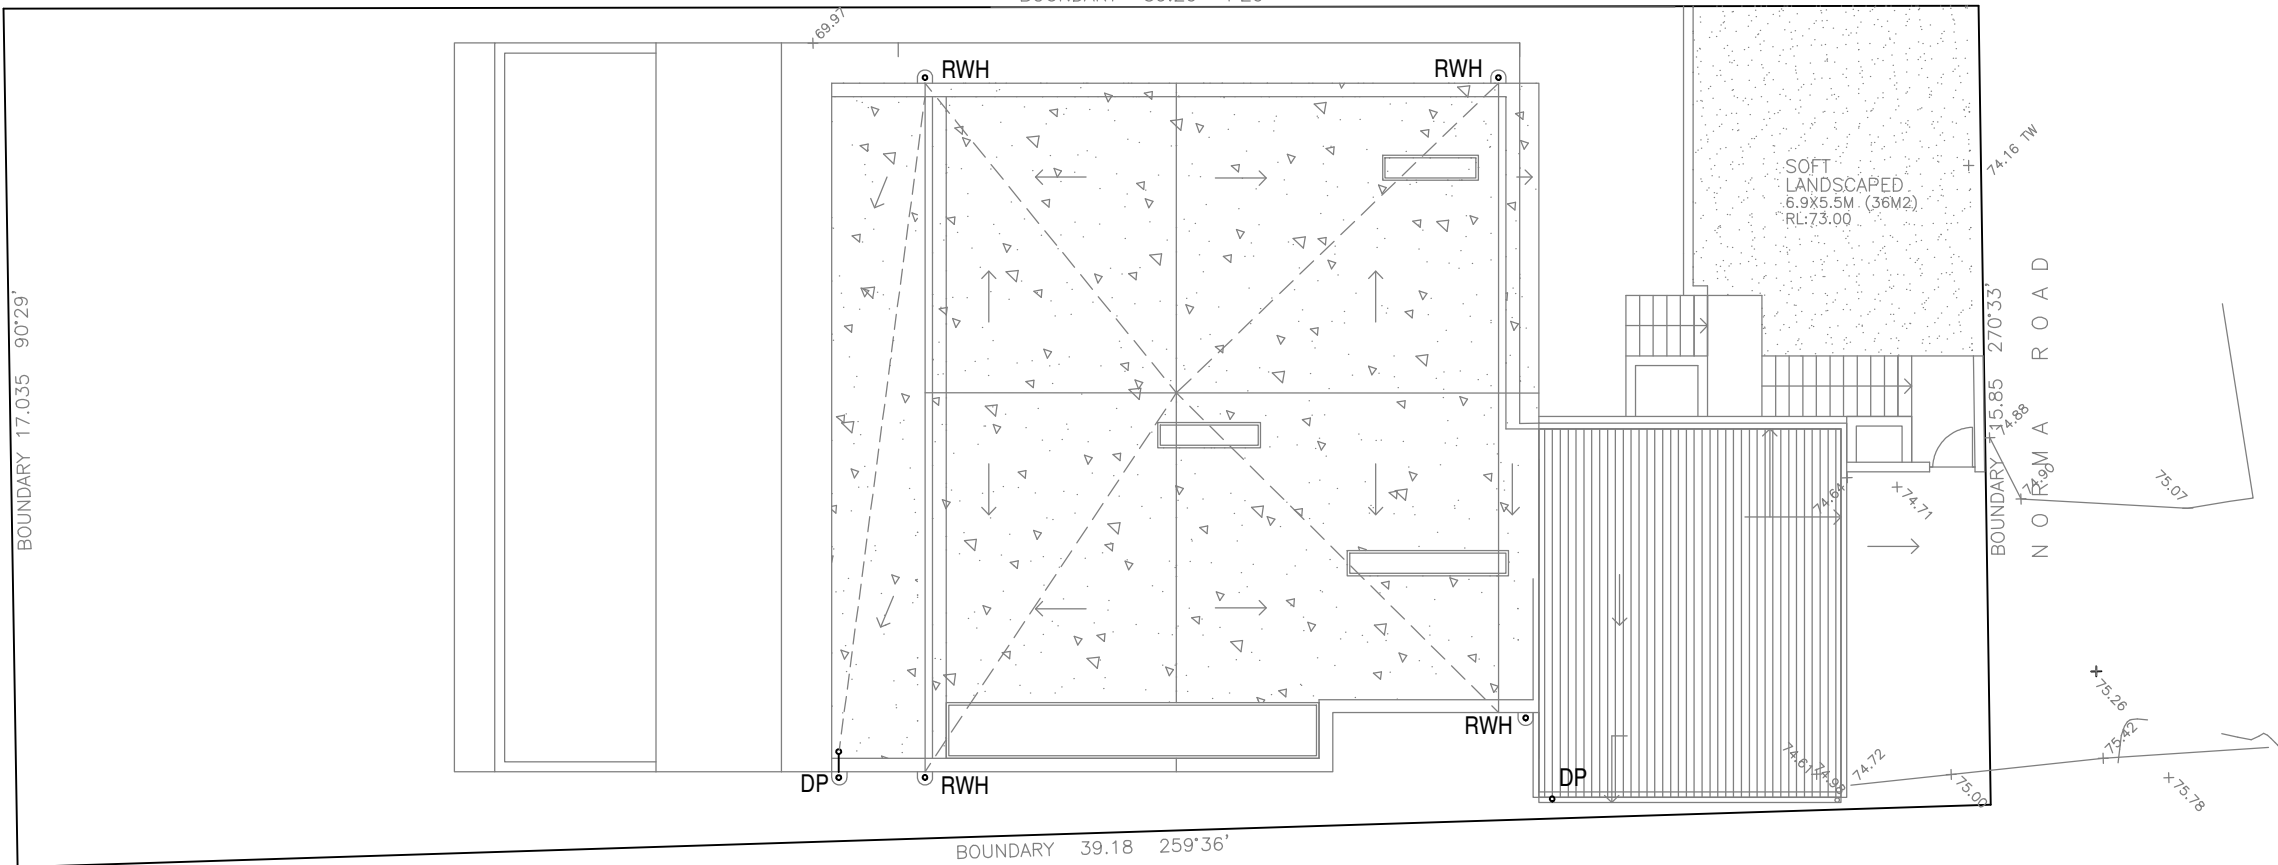 69.97
RWH
RWH
74.16 TW
SOFT
LANDSCAPED
6.9X5.5M (36M2)
RL:73.00
BOUNDARY 17.035 90°29'
BOUNDARY 15.85 270°33'
NORMA ROAD
74.88
74.90
75.07
74.64
74.71
75.26
75.42
RWH
DP
RWH
DP
74.61
74.98
74.72
75.00
75.78
BOUNDARY 39.18 259°36'